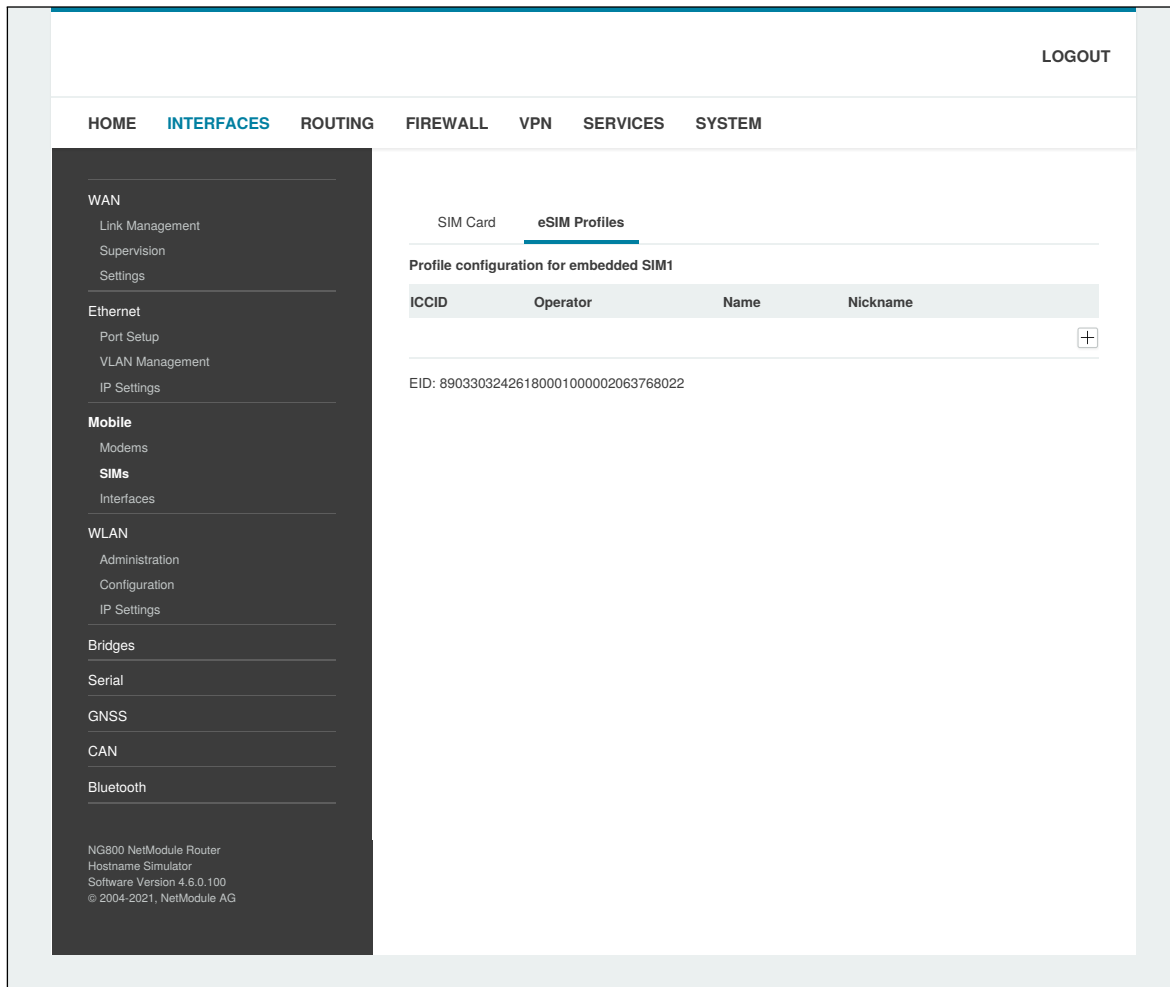 LOGOUT
HOME INTERFACES ROUTING FIREWALL VPN SERVICES SYSTEM
WAN
Link Management
Supervision
Settings
Ethernet
Port Setup
VLAN Management
IP Settings
Mobile
Modems
SIMs
Interfaces
WLAN
Administration
Configuration
IP Settings
Bridges
Serial
GNSS
CAN
Bluetooth
NG800 NetModule Router
Hostname Simulator
Software Version 4.6.0.100
© 2004-2021, NetModule AG
SIM Card eSIM Profiles
Profile configuration for embedded SIM1
ICCID Operator Name Nickname
EID: 89033032426180001000002063768022